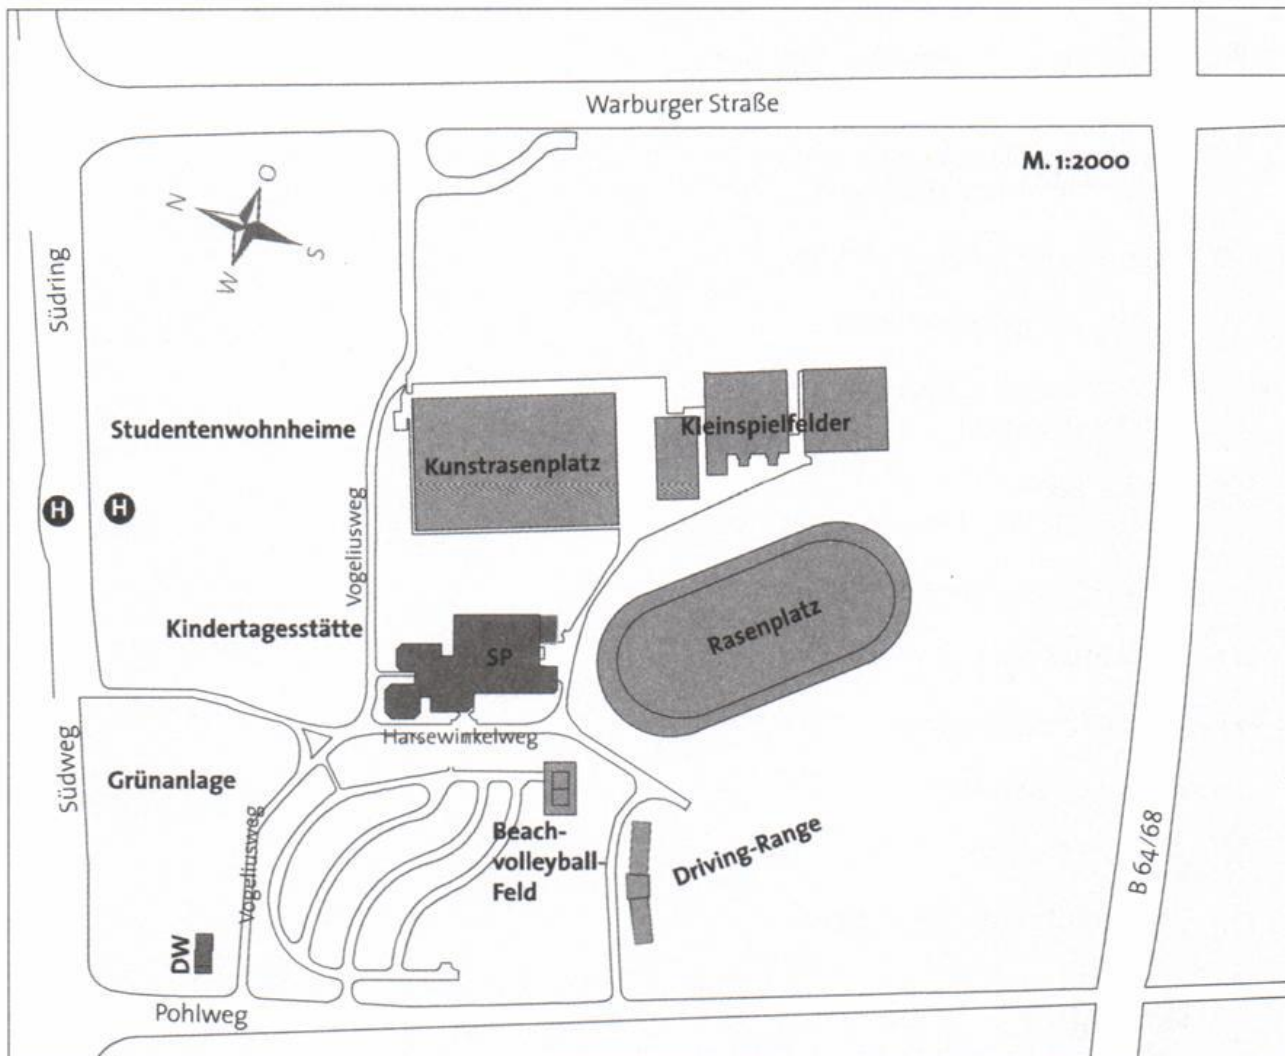 Warburger Straße
M. 1:2000
N
O
S
W
Südring
Studentenwohnheime
Kleinspielfelder
Kunstrasenplatz
H
H
Vogeliusweg
Kindertagesstätte
SP
Rasenplatz
Harsewinkelweg
Südweg
Grünanlage
Vogeliusweg
Beach-
volleyball-
Feld
Driving-Range
B 64/68
DW
Pohlweg